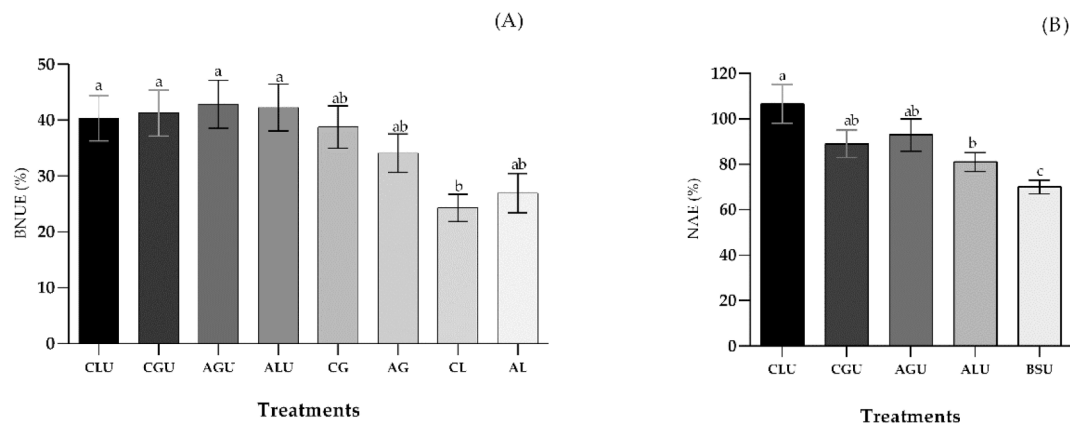 (A)
BNUE (%)
50
40
30
20
10
0
a
a
a
a
ab
ab
b
ab
CLU CGU AGU ALU CG AG CL AL
Treatments
(B)
NAE (%)
120
100
80
60
40
20
0
a
ab
ab
b
c
CLU CGU AGU ALU BSU
Treatments